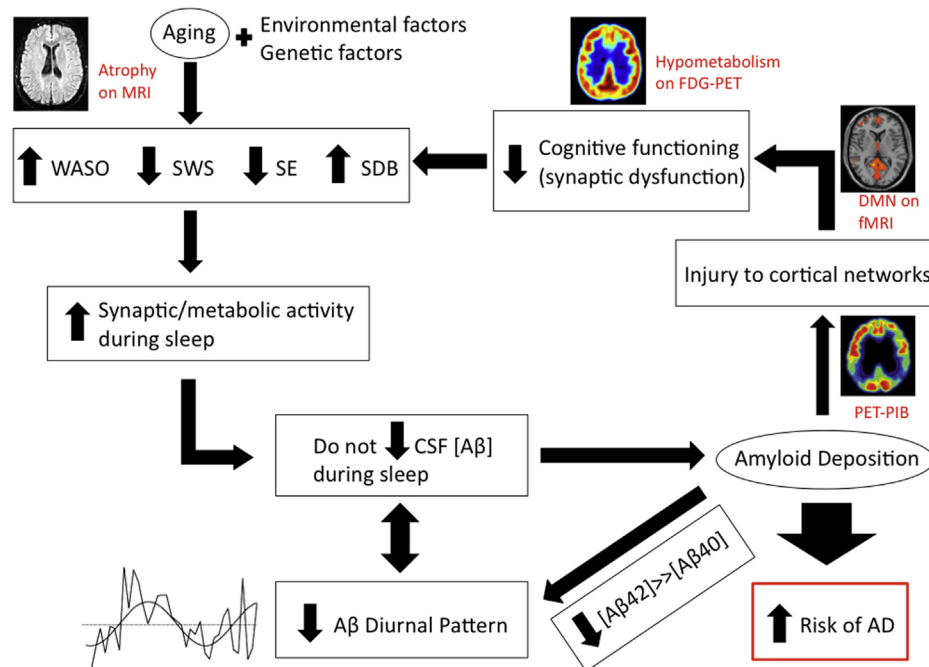 Aging
Environmental factors
Genetic factors
Atrophy
on MRI
Hypometabolism
on FDG-PET
WASO
SWS
SE
SDB
Cognitive functioning
(synaptic dysfunction)
DMN on
fMRI
Injury to cortical networks
Synaptic/metabolic activity
during sleep
PET-PIB
Do not
CSF [Aβ]
during sleep
Amyloid Deposition
[Aβ42]>>[Aβ40]
Aβ Diurnal Pattern
Risk of AD